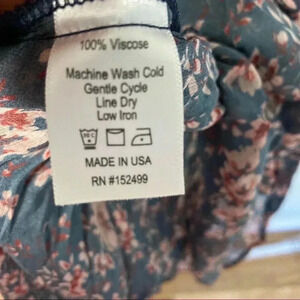 100% Viscose
Machine Wash Cold
Gentle Cycle
Line Dry
Low Iron
MADE IN USA
RN #152499